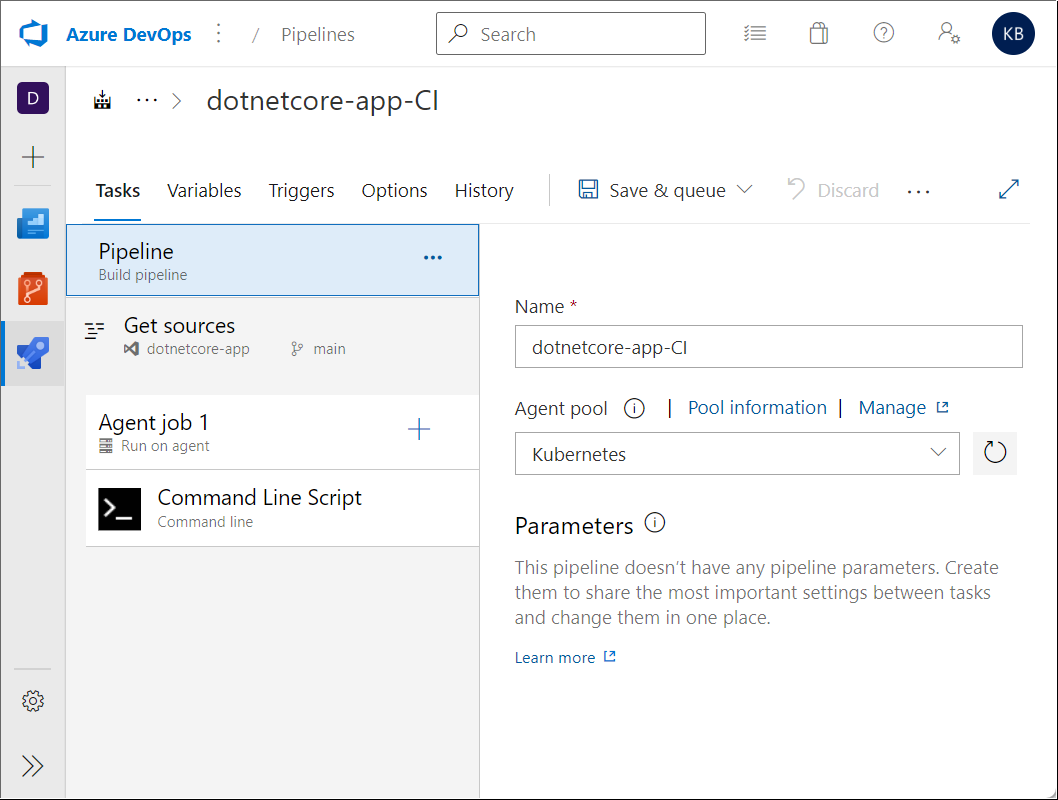 Azure DevOps / Pipelines Search KB
D dotnetcore-app-CI
Tasks Variables Triggers Options History Save & queue Discard
Pipeline
Build pipeline
Get sources
dotnetcore-app main
Agent job 1
Run on agent
Command Line Script
Command line
Name *
dotnetcore-app-CI
Agent pool | Pool information | Manage
Kubernetes
Parameters
This pipeline doesn't have any pipeline parameters. Create
them to share the most important settings between tasks
and change them in one place.
Learn more